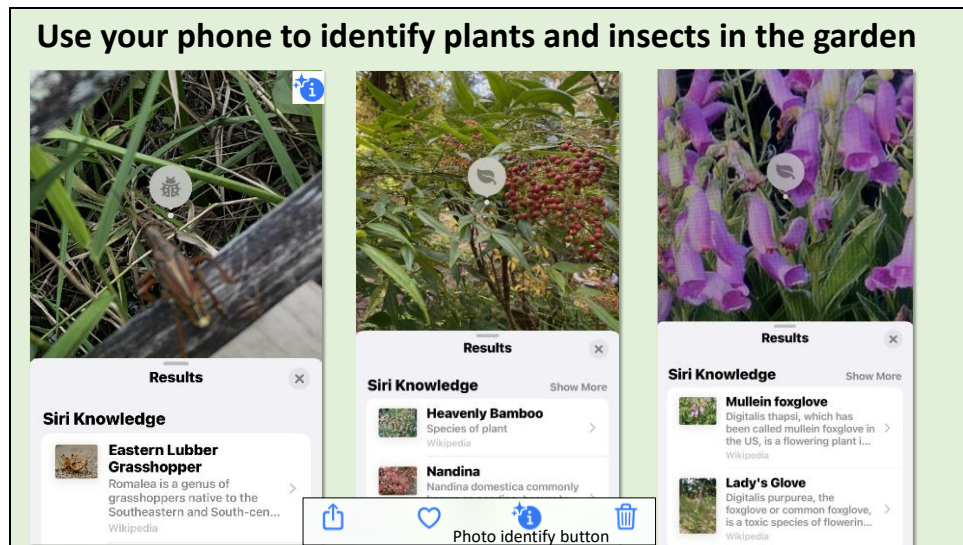 Use your phone to identify plants and insects in the garden
Results
Siri Knowledge
Eastern Lubber
Grasshopper
Romalea is a genus of
grasshoppers native to the
Southeastern and South-cen...
Wikipedia
Results
Siri Knowledge
Show More
Heavenly Bamboo
Species of plant
Wikipedia
Nandina
Nandina domestica commonly
Results
Siri Knowledge
Show More
Mullein foxglove
Digitalis thapsi, which has
been called mullein foxglove in
the US, is a flowering plant i...
Wikipedia
Lady's Glove
Digitalis purpurea, the
foxglove or common foxglove,
is a toxic species of flowerin...
Wikipedia
Photo identify button